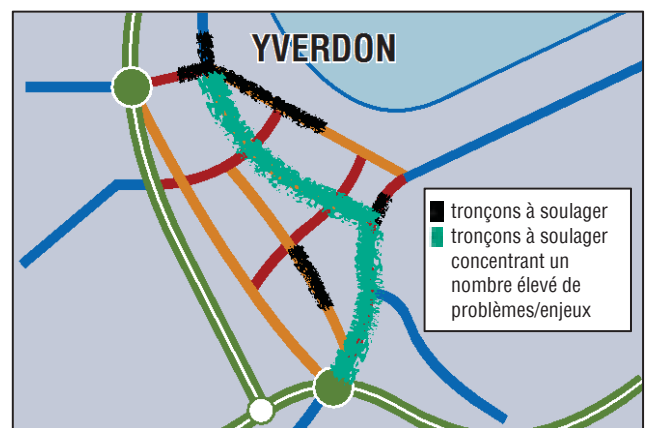 YVERDON
tronçons à soulager
tronçons à soulager
concentrant un
nombre élevé de
problèmes/enjeux